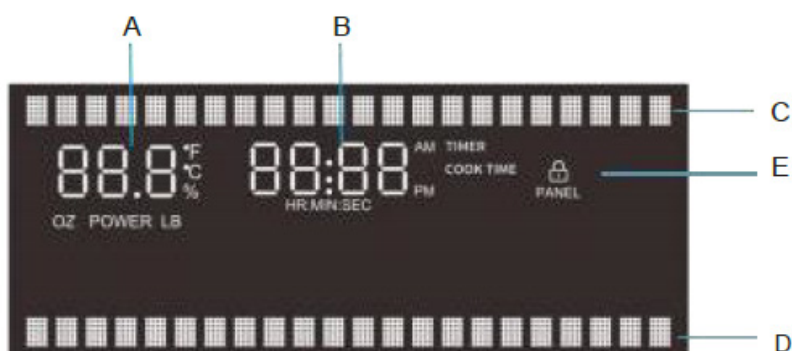 A B
C
88.8 °F 88:88 AM TIMER
°C COOK TIME E
% PM PANEL
OZ POWER LB HR:MIN:SEC
D